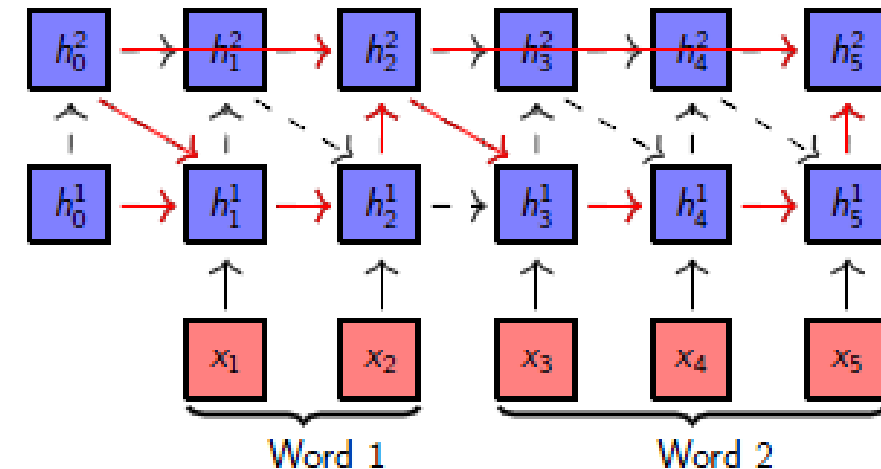 h_0^2 h_1^2 h_2^2 h_3^2 h_4^2 h_5^2
h_0^1 h_1^1 h_2^1 h_3^1 h_4^1 h_5^1
x_1 x_2 x_3 x_4 x_5
Word 1 Word 2